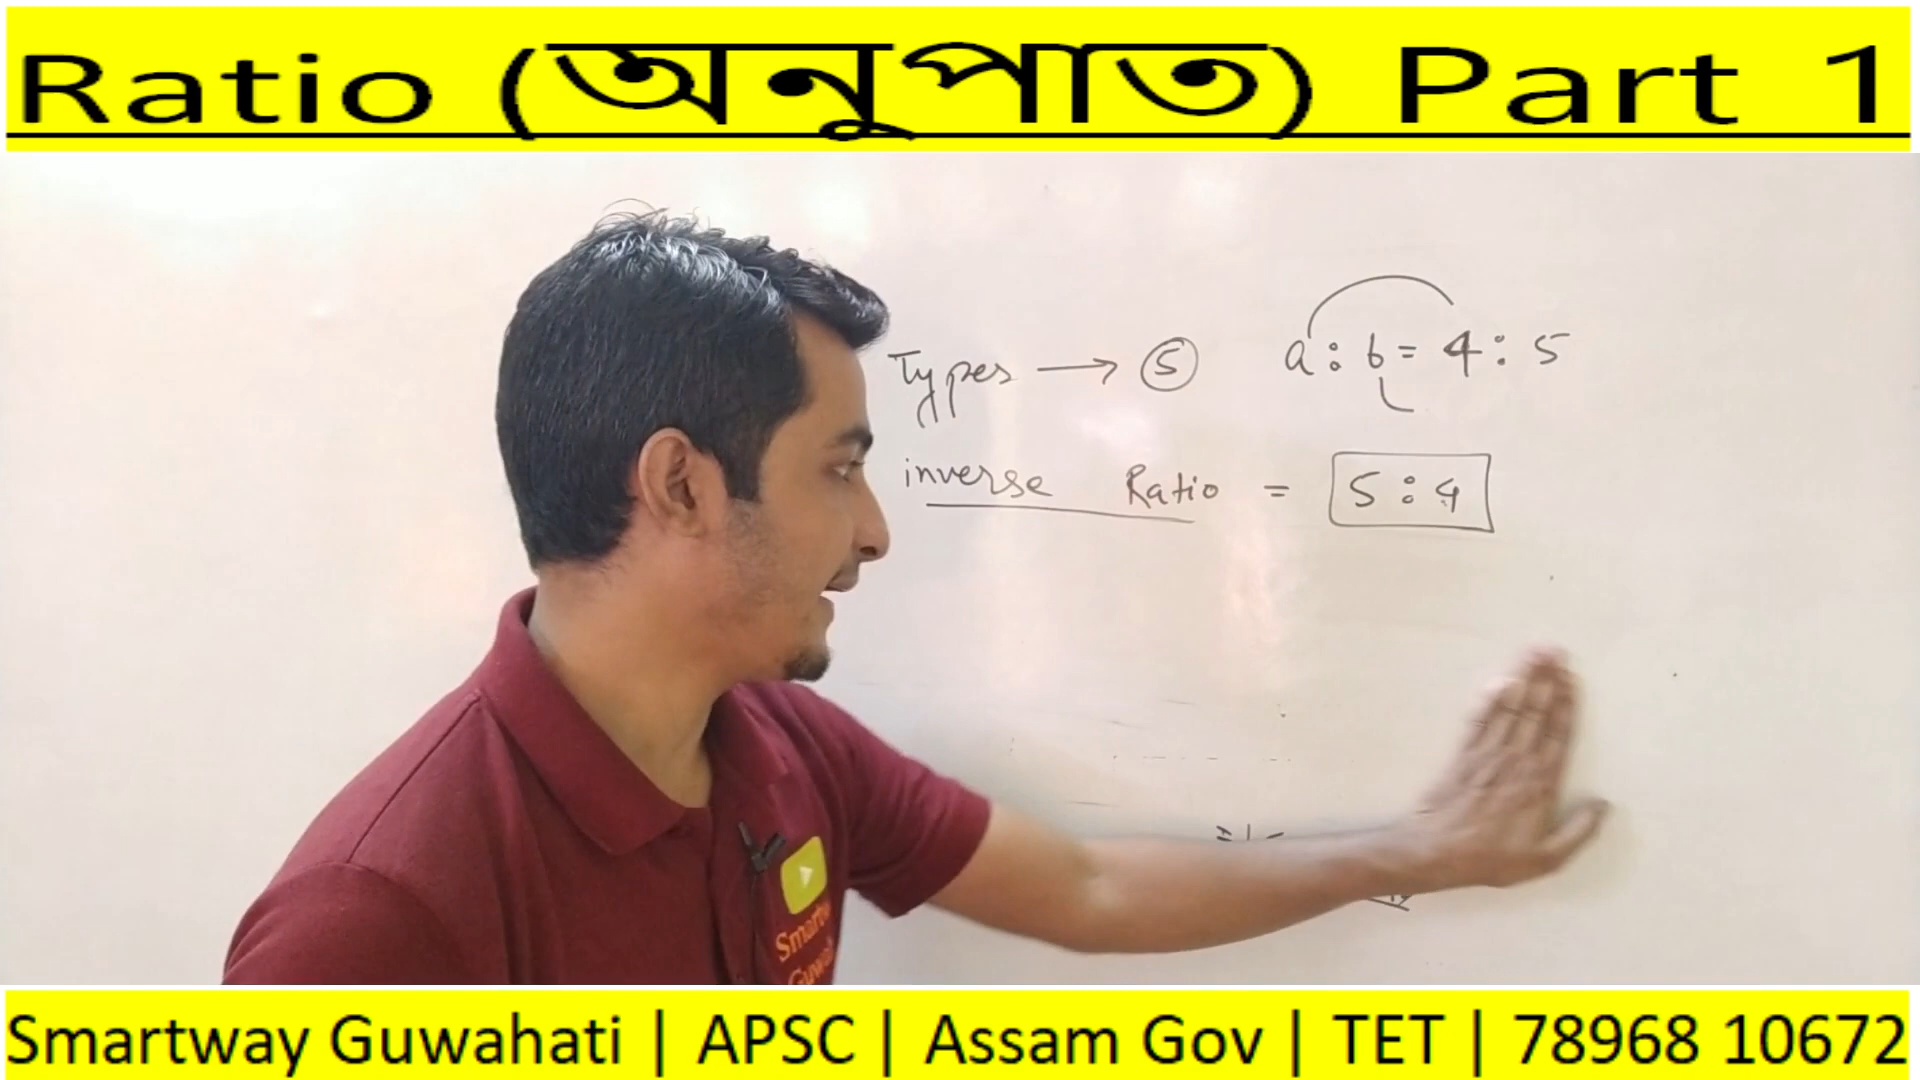 Ratio (অনুপাত) Part 1
Types → 5 a : b = 4 : 5
inverse Ratio = 5 : 4
Smartway Guwahati | APSC | Assam Gov | TET | 78968 10672